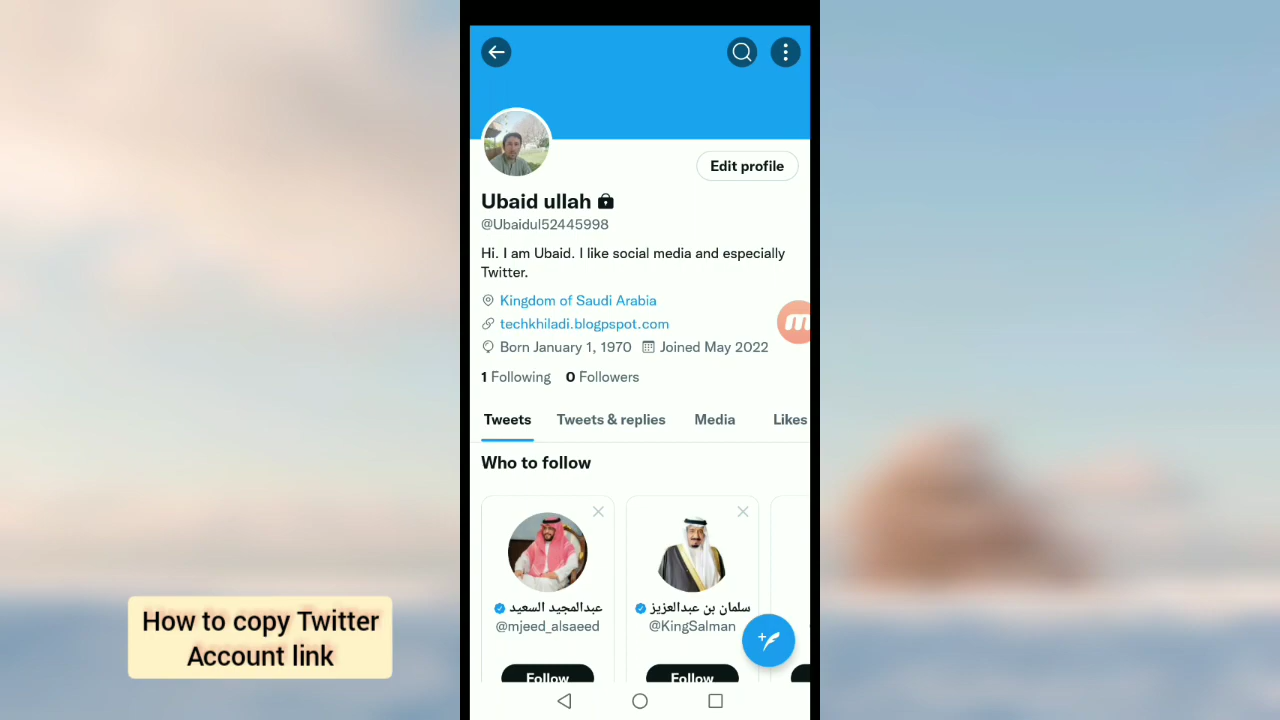 Edit profile
Ubaid ullah
@Ubaidul52445998
Hi. I am Ubaid. I like social media and especially
Twitter.
Kingdom of Saudi Arabia
techkhiladi.blogpspot.com
Born January 1, 1970 Joined May 2022
1 Following 0 Followers
Tweets Tweets & replies Media Likes
Who to follow
عبدالمجيد السعيد
@mjeed_alsaeed
Follow
سلمان بن عبدالعزيز
@KingSalman
Follow
How to copy Twitter
Account link